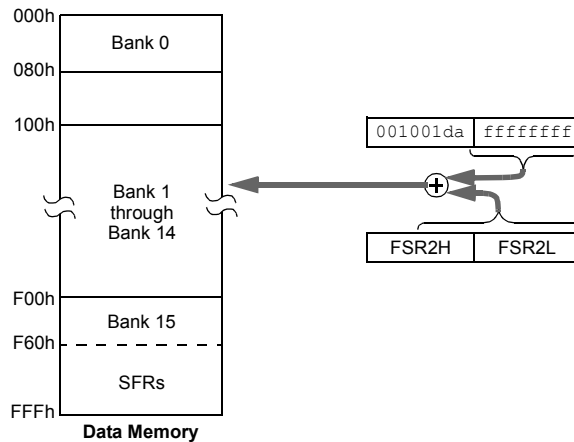 000h
Bank 0
080h
100h
001001da ffffffff
Bank 1
through
Bank 14
FSR2H FSR2L
F00h
Bank 15
F60h
SFRs
FFFh
Data Memory